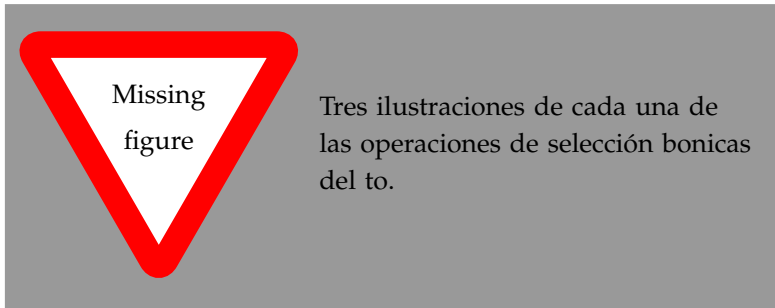 Missing
figure
Tres ilustraciones de cada una de
las operaciones de selección bonicas
del to.